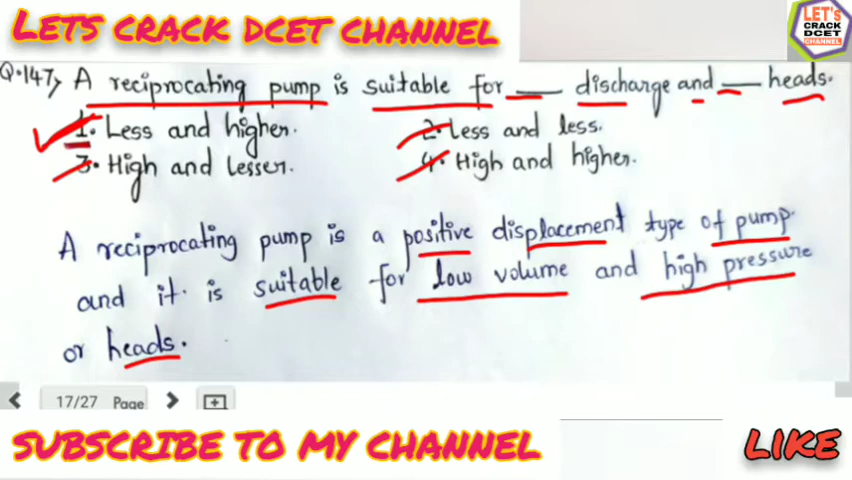 LETS CRACK DCET CHANNEL
LET'S
CRACK
DCET
CHANNEL
Q.147> A reciprocating pump is suitable for ___ discharge and ___ heads.
1. Less and higher.
2. Less and less.
3. High and Lesser.
4. High and higher.
A reciprocating pump is a positive displacement type of pump.
and it is suitable for low volume and high pressure
or heads.
17/27 Page
SUBSCRIBE TO MY CHANNEL
LIKE